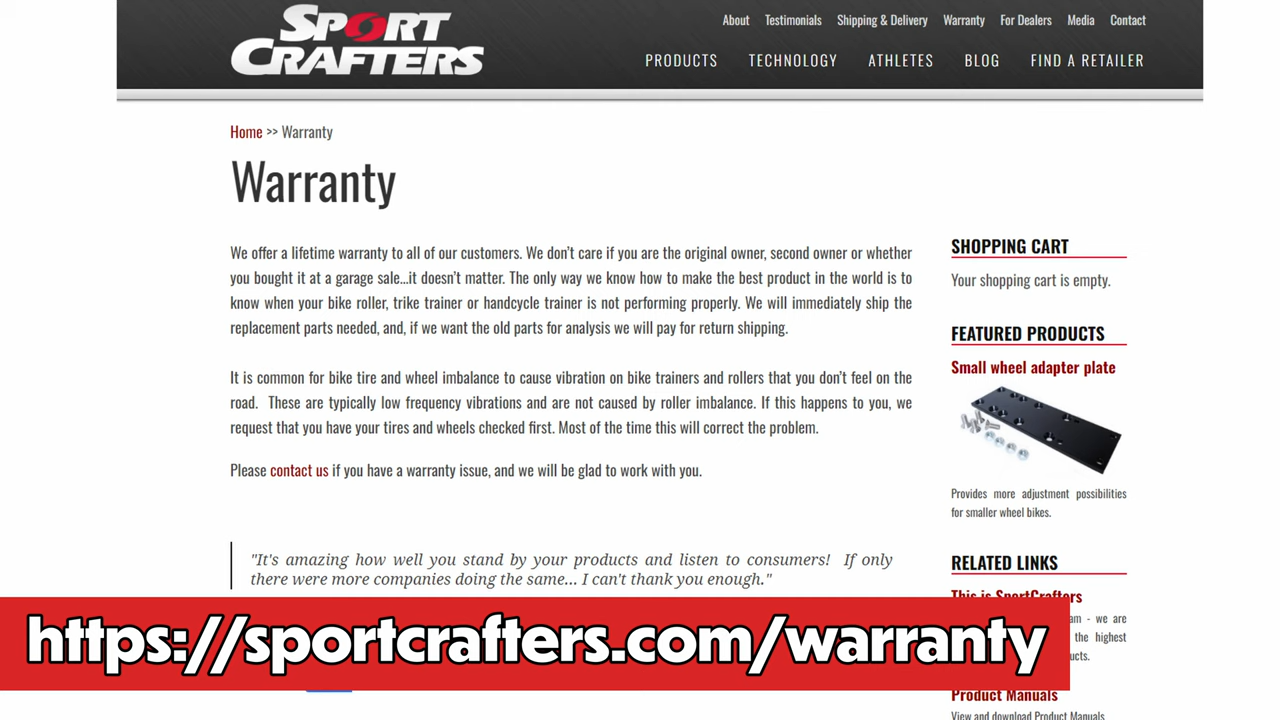 SPORT
CRAFTERS
About Testimonials Shipping & Delivery Warranty For Dealers Media Contact
PRODUCTS TECHNOLOGY ATHLETES BLOG FIND A RETAILER
Home >> Warranty
Warranty
We offer a lifetime warranty to all of our customers. We don't care if you are the original owner, second owner or whether
you bought it at a garage sale...it doesn't matter. The only way we know how to make the best product in the world is to
know when your bike roller, trike trainer or handcycle trainer is not performing properly. We will immediately ship the
replacement parts needed, and, if we want the old parts for analysis we will pay for return shipping.
It is common for bike tire and wheel imbalance to cause vibration on bike trainers and rollers that you don't feel on the
road. These are typically low frequency vibrations and are not caused by roller imbalance. If this happens to you, we
request that you have your tires and wheels checked first. Most of the time this will correct the problem.
Please contact us if you have a warranty issue, and we will be glad to work with you.
"It's amazing how well you stand by your products and listen to consumers! If only
there were more companies doing the same... I can't thank you enough."
SHOPPING CART
Your shopping cart is empty.
FEATURED PRODUCTS
Small wheel adapter plate
Provides more adjustment possibilities
for smaller wheel bikes.
RELATED LINKS
This is SportCrafters
am - we are
the highest
ucts.
Product Manuals
View and download Product Manuals
https://sportcrafters.com/warranty